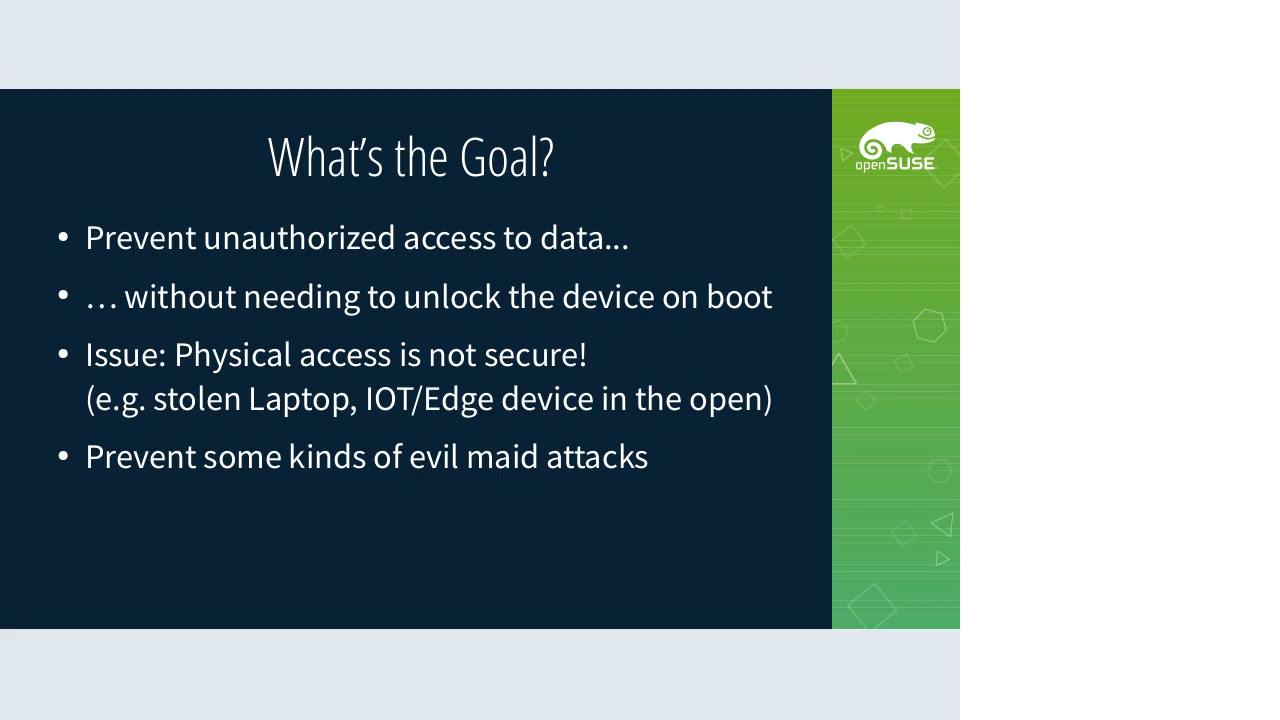 What’s the Goal?
openSUSE
• Prevent unauthorized access to data...
• … without needing to unlock the device on boot
• Issue: Physical access is not secure!
(e.g. stolen Laptop, IOT/Edge device in the open)
• Prevent some kinds of evil maid attacks